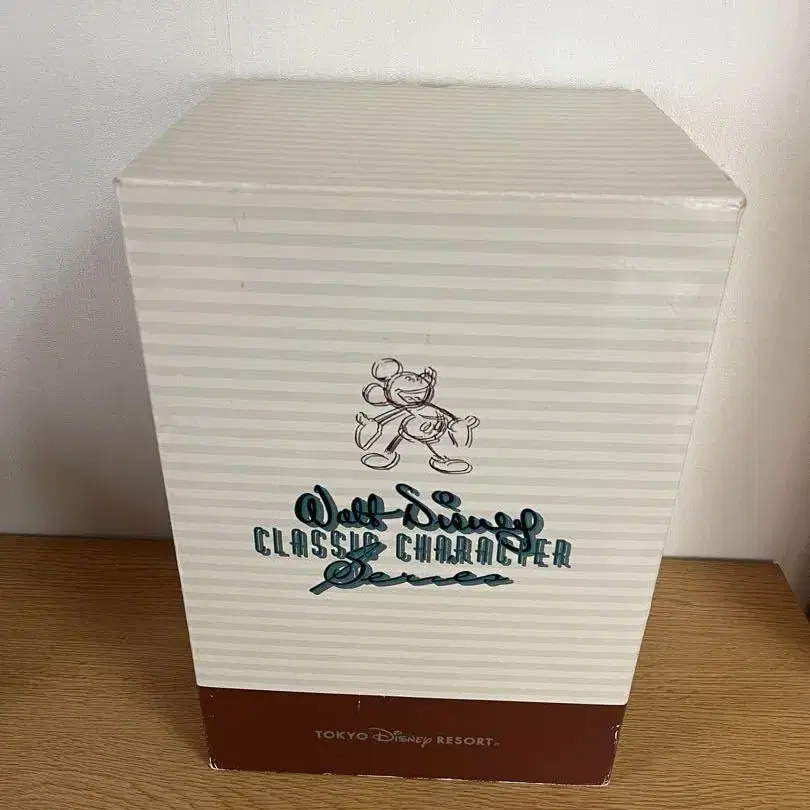 Walt Disney
CLASSIC CHARACTER
Series
TOKYO Disney RESORT